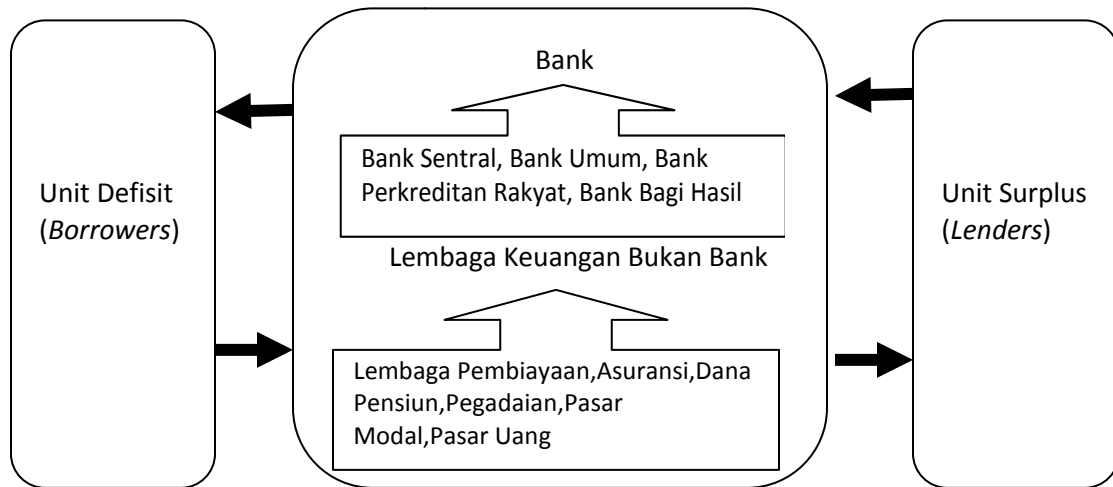 Unit Defisit
(Borrowers)
Bank
Bank Sentral, Bank Umum, Bank
Perkreditan Rakyat, Bank Bagi Hasil
Lembaga Keuangan Bukan Bank
Lembaga Pembiayaan,Asuransi,Dana
Pensiun,Pegadaian,Pasar
Modal,Pasar Uang
Unit Surplus
(Lenders)